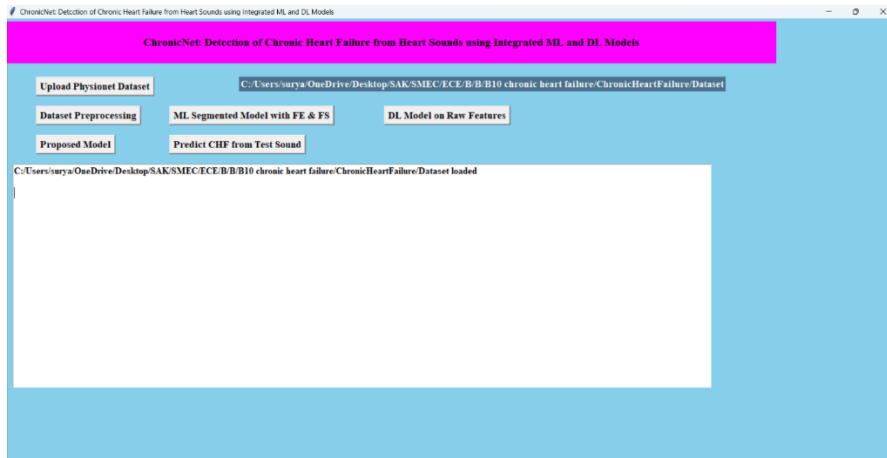 ChronicNet: Detection of Chronic Heart Failure from Heart Sounds using Integrated ML and DL Models
ChronicNet: Detection of Chronic Heart Failure from Heart Sounds using Integrated ML and DL Models
Upload Physionet Dataset
C:/Users/surya/OneDrive/Desktop/SAK/SMEC/ECE/B/B/B10 chronic heart failure/ChronicHeartFailure/Dataset
Dataset Preprocessing
ML Segmented Model with FE & FS
DL Model on Raw Features
Proposed Model
Predict CHF from Test Sound
C:/Users/surya/OneDrive/Desktop/SAK/SMEC/ECE/B/B/B10 chronic heart failure/ChronicHeartFailure/Dataset loaded